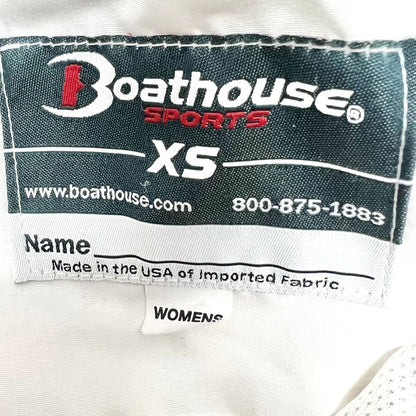 Boathouse®
SPORTS
XS
www.boathouse.com 800-875-1883
Name
Made in the USA of Imported Fabric
WOMENS